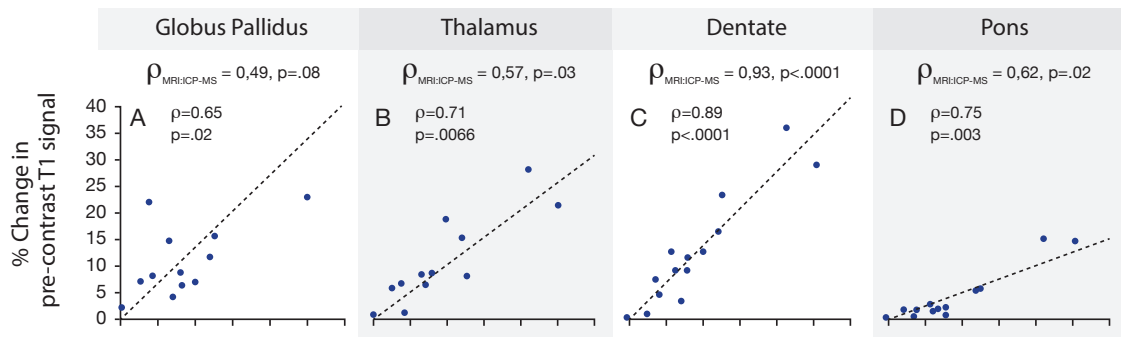 Globus Pallidus
Thalamus
Dentate
Pons
ρMRI:ICP-MS = 0,49, p=.08
ρMRI:ICP-MS = 0,57, p=.03
ρMRI:ICP-MS = 0,93, p<.0001
ρMRI:ICP-MS = 0,62, p=.02
% Change in
pre-contrast T1 signal
40
35
30
25
20
15
10
5
0
A
ρ=0.65
p=.02
B
ρ=0.71
p=.0066
C
ρ=0.89
p<.0001
D
ρ=0.75
p=.003